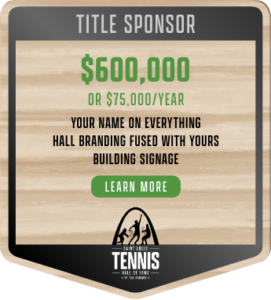 TITLE SPONSOR
$600,000
OR $75,000/YEAR
YOUR NAME ON EVERYTHING
HALL BRANDING FUSED WITH YOURS
BUILDING SIGNAGE
LEARN MORE
SAINT LOUIS
TENNIS
HALL OF FAME